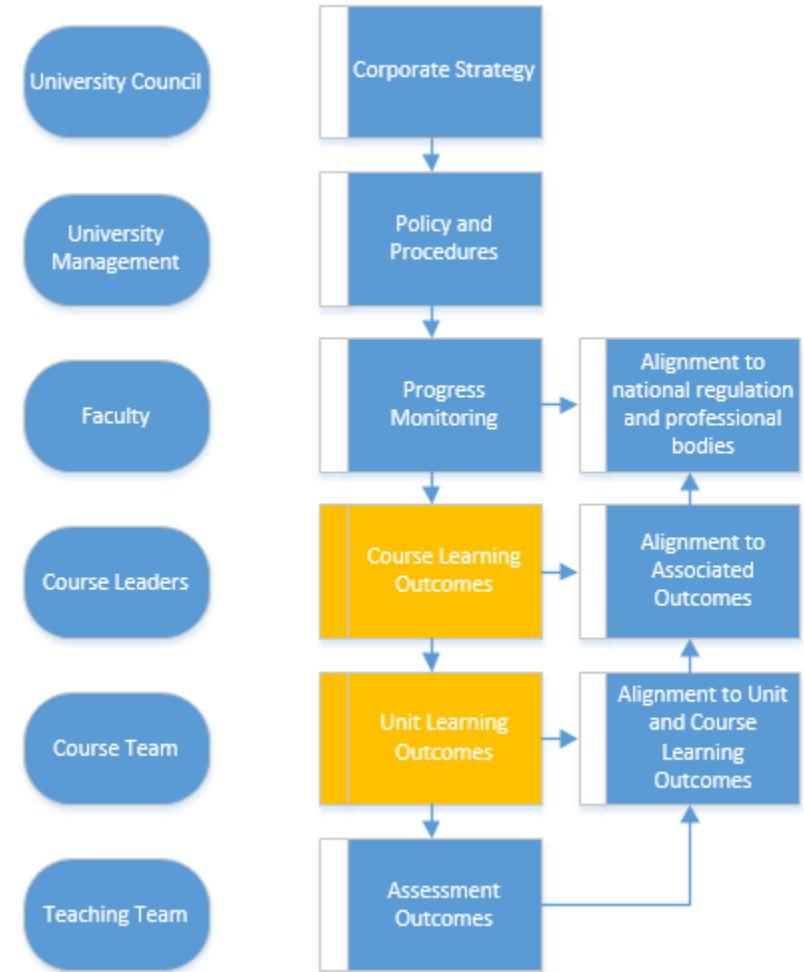 University Council
Corporate Strategy
University
Management
Policy and
Procedures
Faculty
Progress
Monitoring
Alignment to
national regulation
and professional
bodies
Course Leaders
Course Learning
Outcomes
Alignment to
Associated
Outcomes
Course Team
Unit Learning
Outcomes
Alignment to Unit
and Course
Learning
Outcomes
Teaching Team
Assessment
Outcomes